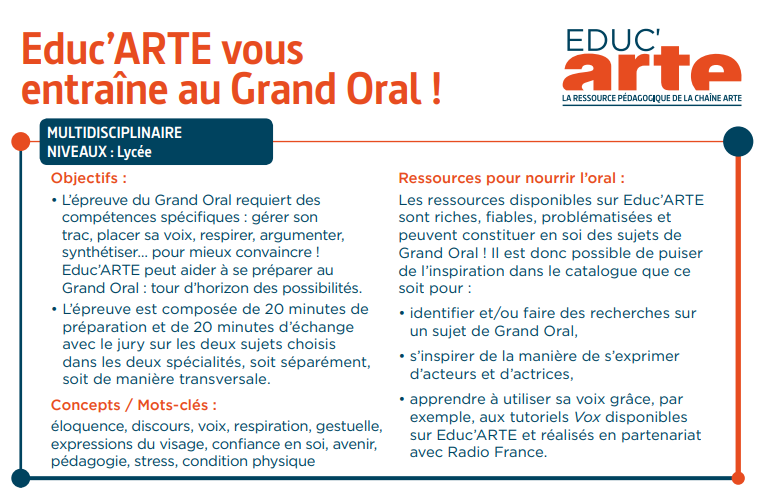 Educ'ARTE vous
entraîne au Grand Oral !
EDUC'
arte
LA RESSOURCE PÉDAGOGIQUE DE LA CHAÎNE ARTE
MULTIDISCIPLINAIRE
NIVEAUX : Lycée
Objectifs :
• L'épreuve du Grand Oral requiert des
compétences spécifiques : gérer son
trac, placer sa voix, respirer, argumenter,
synthétiser... pour mieux convaincre !
Educ'ARTE peut aider à se préparer au
Grand Oral : tour d'horizon des possibilités.
• L'épreuve est composée de 20 minutes de
préparation et de 20 minutes d'échange
avec le jury sur les deux sujets choisis
dans les deux spécialités, soit séparément,
soit de manière transversale.
Concepts / Mots-clés :
éloquence, discours, voix, respiration, gestuelle,
expressions du visage, confiance en soi, avenir,
pédagogie, stress, condition physique
Ressources pour nourrir l'oral :
Les ressources disponibles sur Educ'ARTE
sont riches, fiables, problématisées et
peuvent constituer en soi des sujets de
Grand Oral ! Il est donc possible de puiser
de l'inspiration dans le catalogue que ce
soit pour :
• identifier et/ou faire des recherches sur
un sujet de Grand Oral,
• s'inspirer de la manière de s'exprimer
d'acteurs et d'actrices,
• apprendre à utiliser sa voix grâce, par
exemple, aux tutoriels Vox disponibles
sur Educ'ARTE et réalisés en partenariat
avec Radio France.